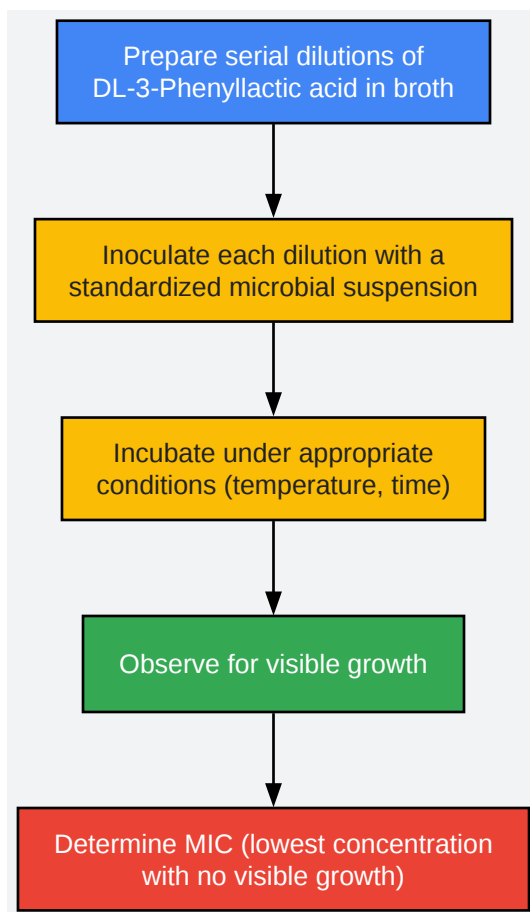 Prepare serial dilutions of
DL-3-Phenyllactic acid in broth
Inoculate each dilution with a
standardized microbial suspension
Incubate under appropriate
conditions (temperature, time)
Observe for visible growth
Determine MIC (lowest concentration
with no visible growth)